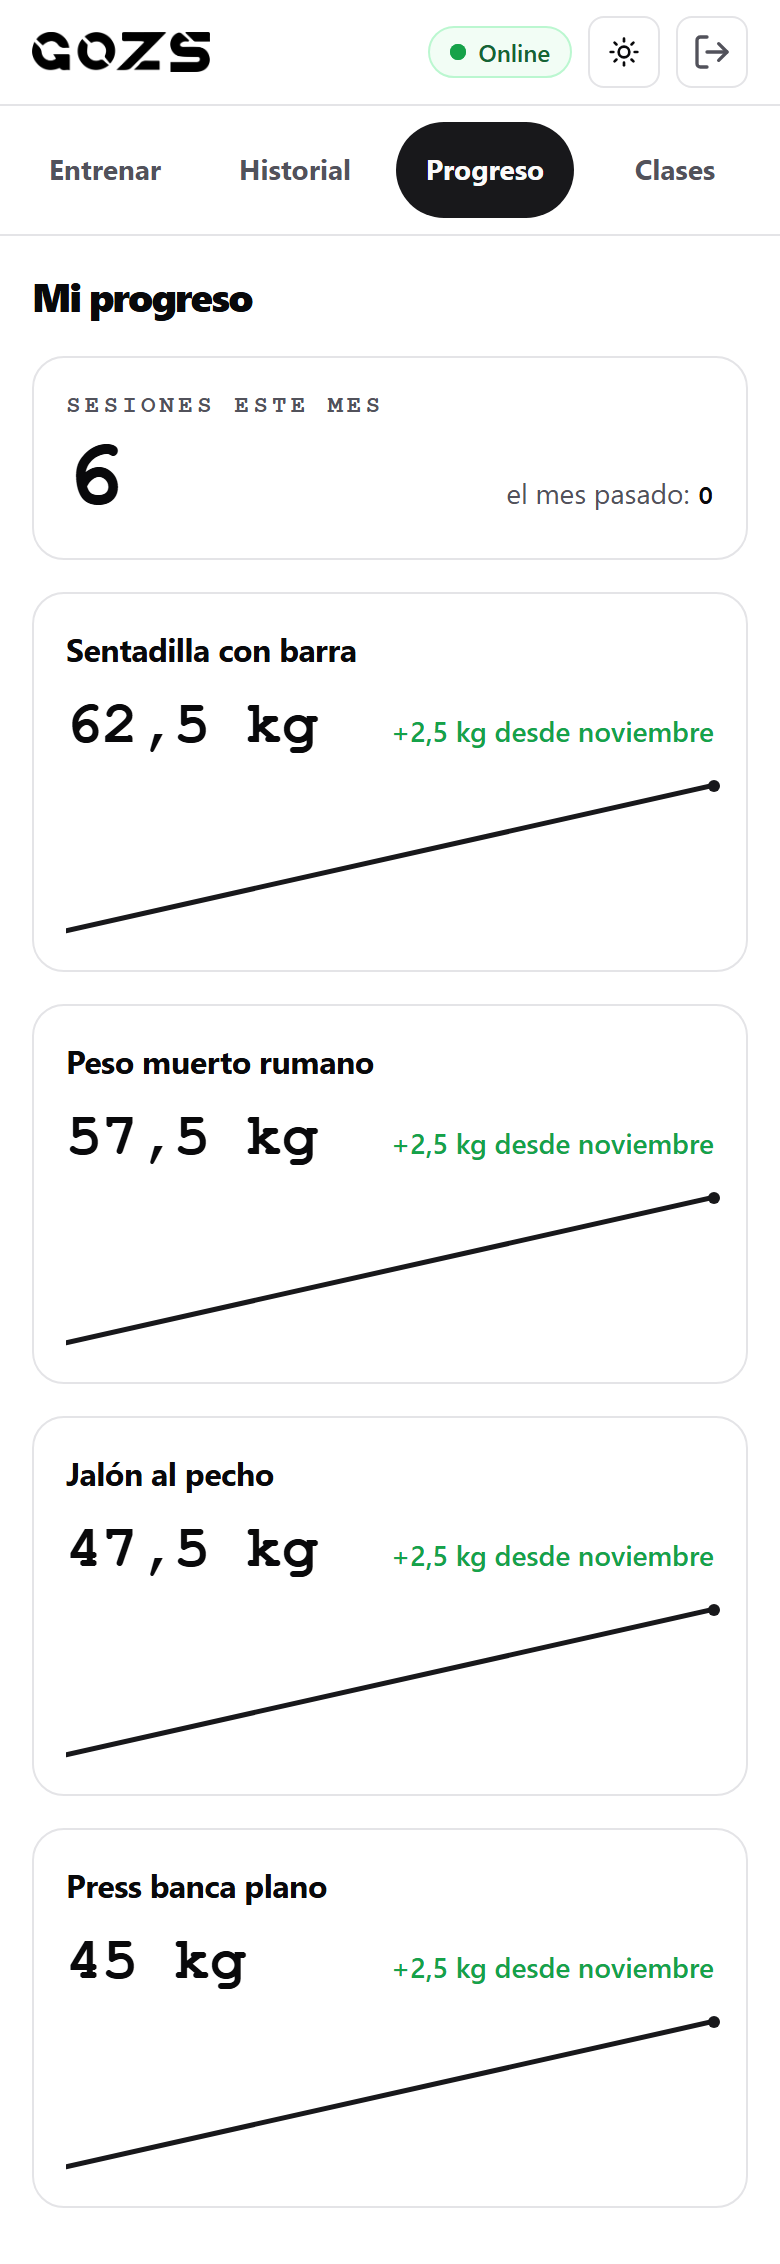 GOZS
Online
Entrenar Historial Progreso Clases
Mi progreso
SESIONES ESTE MES
6
el mes pasado: 0
Sentadilla con barra
62,5 kg
+2,5 kg desde noviembre
Peso muerto rumano
57,5 kg
+2,5 kg desde noviembre
Jalón al pecho
47,5 kg
+2,5 kg desde noviembre
Press banca plano
45 kg
+2,5 kg desde noviembre